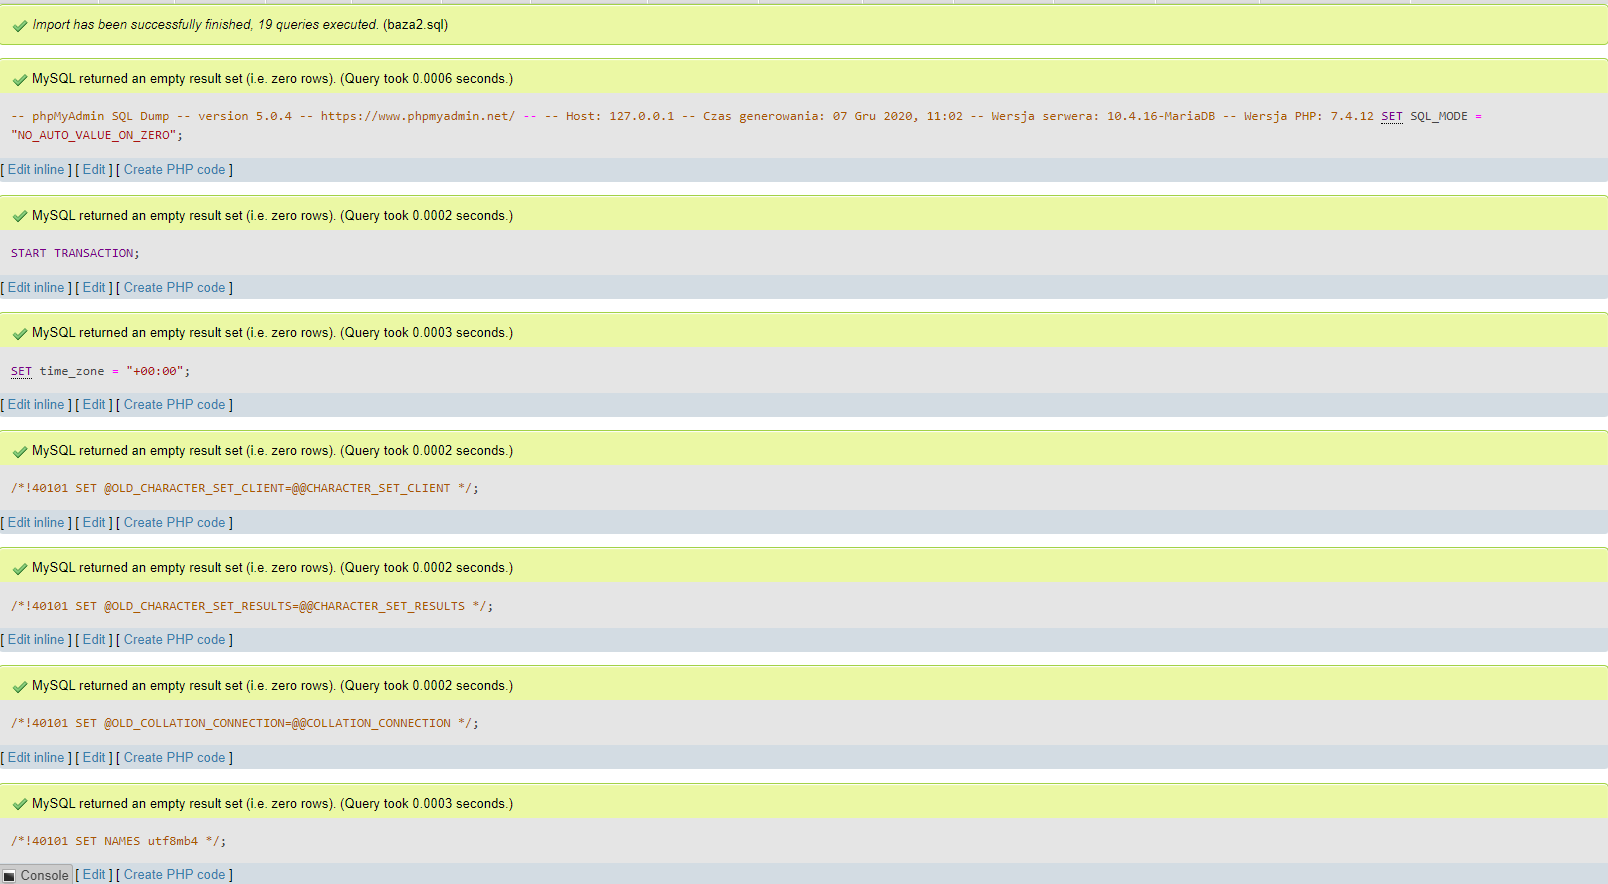 Import has been successfully finished, 19 queries executed. (baza2.sql)
MySQL returned an empty result set (i.e. zero rows). (Query took 0.0006 seconds.)
-- phpMyAdmin SQL Dump -- version 5.0.4 -- https://www.phpmyadmin.net/ -- -- Host: 127.0.0.1 -- Czas generowania: 07 Gru 2020, 11:02 -- Wersja serwera: 10.4.16-MariaDB -- Wersja PHP: 7.4.12 SET SQL_MODE =
"NO_AUTO_VALUE_ON_ZERO";
[ Edit inline ] [ Edit ] [ Create PHP code ]
MySQL returned an empty result set (i.e. zero rows). (Query took 0.0002 seconds.)
START TRANSACTION;
[ Edit inline ] [ Edit ] [ Create PHP code ]
MySQL returned an empty result set (i.e. zero rows). (Query took 0.0003 seconds.)
SET time_zone = "+00:00";
[ Edit inline ] [ Edit ] [ Create PHP code ]
MySQL returned an empty result set (i.e. zero rows). (Query took 0.0002 seconds.)
/*!40101 SET @OLD_CHARACTER_SET_CLIENT=@@CHARACTER_SET_CLIENT */;
[ Edit inline ] [ Edit ] [ Create PHP code ]
MySQL returned an empty result set (i.e. zero rows). (Query took 0.0002 seconds.)
/*!40101 SET @OLD_CHARACTER_SET_RESULTS=@@CHARACTER_SET_RESULTS */;
[ Edit inline ] [ Edit ] [ Create PHP code ]
MySQL returned an empty result set (i.e. zero rows). (Query took 0.0002 seconds.)
/*!40101 SET @OLD_COLLATION_CONNECTION=@@COLLATION_CONNECTION */;
[ Edit inline ] [ Edit ] [ Create PHP code ]
MySQL returned an empty result set (i.e. zero rows). (Query took 0.0003 seconds.)
/*!40101 SET NAMES utf8mb4 */;
Console [ Edit ] [ Create PHP code ]